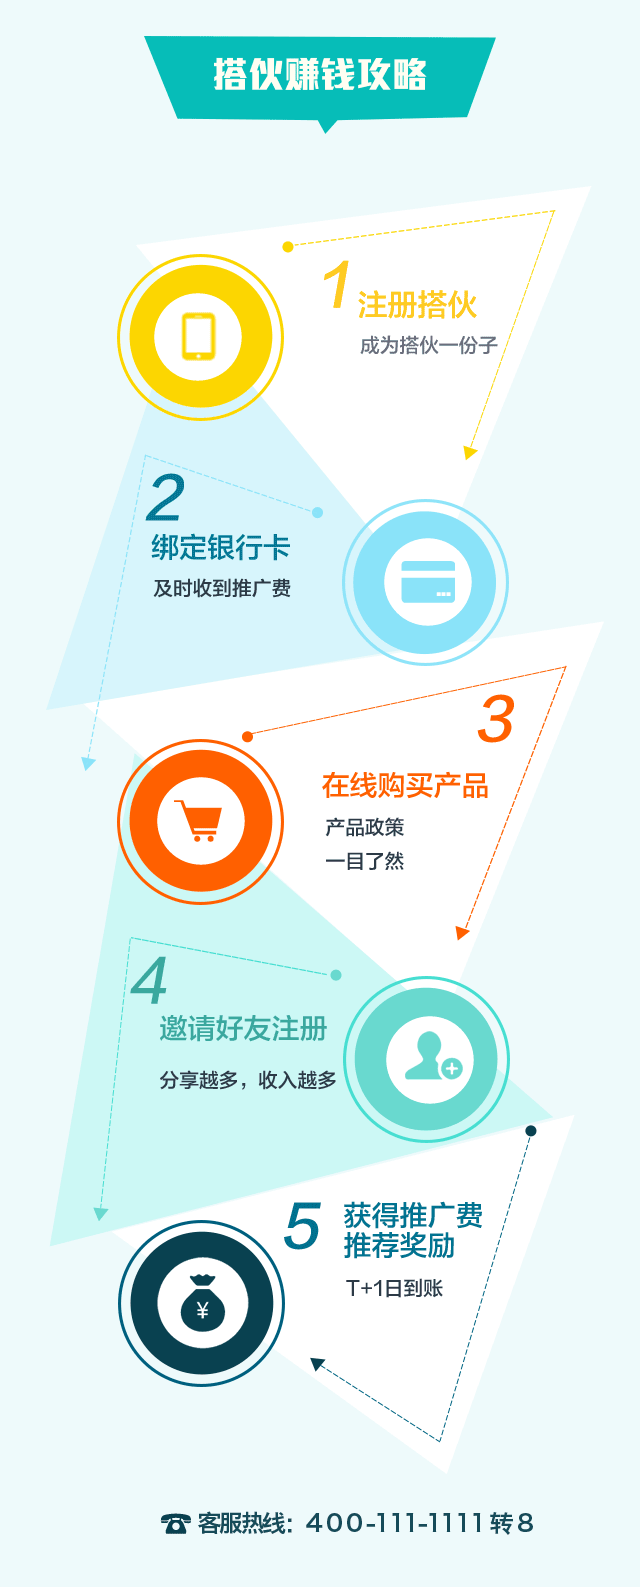 搭伙赚钱攻略
1 注册搭伙
成为搭伙一份子
2
绑定银行卡
及时收到推广费
3
在线购买产品
产品政策
一目了然
4
邀请好友注册
分享越多，收入越多
5 获得推广费
推荐奖励
¥
T+1日到账
客服热线：400-111-1111 转 8